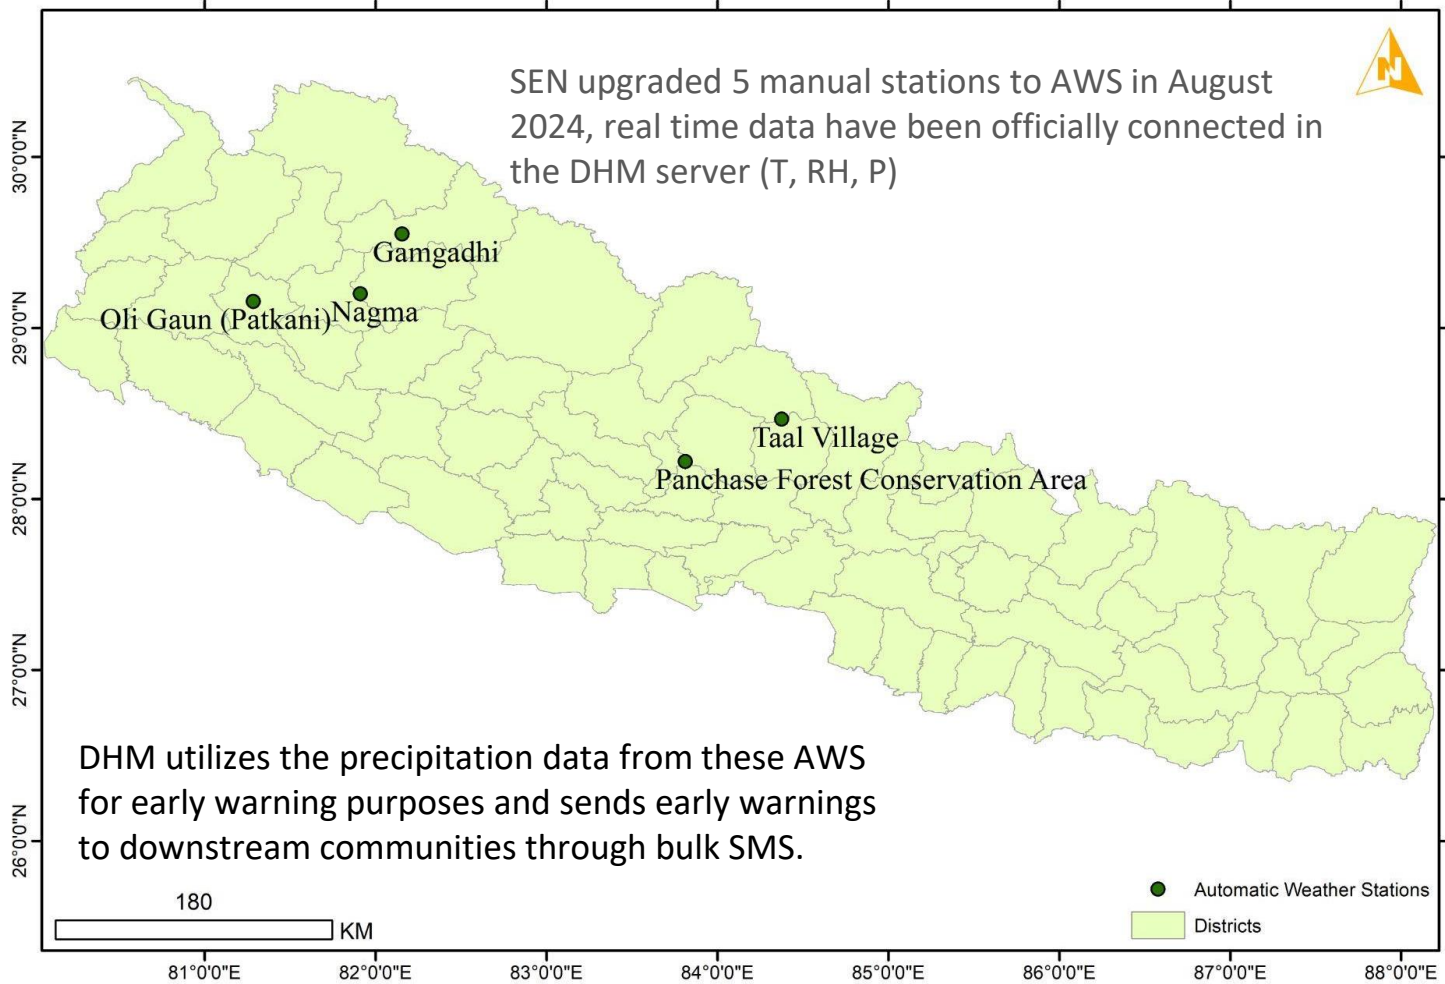 SEN upgraded 5 manual stations to AWS in August
2024, real time data have been officially connected in
the DHM server (T, RH, P)
N
30°0'0"N
29°0'0"N
28°0'0"N
27°0'0"N
26°0'0"N
Gamgadhi
Nagma
Oli Gaun (Patkani)
Taal Village
Panchase Forest Conservation Area
DHM utilizes the precipitation data from these AWS
for early warning purposes and sends early warnings
to downstream communities through bulk SMS.
180
KM
Automatic Weather Stations
Districts
81°0'0"E
82°0'0"E
83°0'0"E
84°0'0"E
85°0'0"E
86°0'0"E
87°0'0"E
88°0'0"E